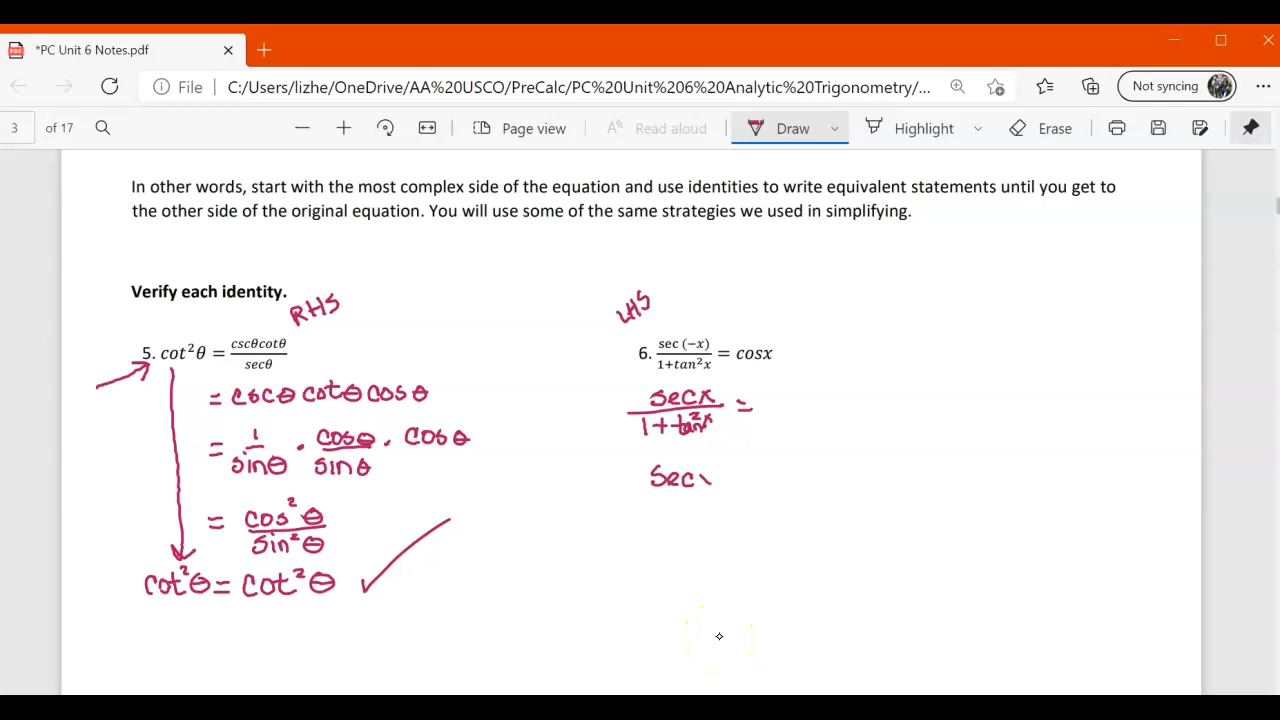 *PC Unit 6 Notes.pdf
File C:/Users/lizhe/OneDrive/AA%20USCO/PreCalc/PC%20Unit%206%20Analytic%20Trigonometry/... Not syncing
3 of 17 Page view Read aloud Draw Highlight Erase
In other words, start with the most complex side of the equation and use identities to write equivalent statements until you get to
the other side of the original equation. You will use some of the same strategies we used in simplifying.
Verify each identity.
RHS
5. cot²θ = cscθcotθ/secθ
= cscθ cotθ cosθ
= 1/sinθ · cosθ/sinθ · cosθ
= cos²θ/sin²θ
cot²θ = cot²θ ✓
LHS
6. sec (−x)/1+tan²x = cosx
secx/1+tan²x =
secx